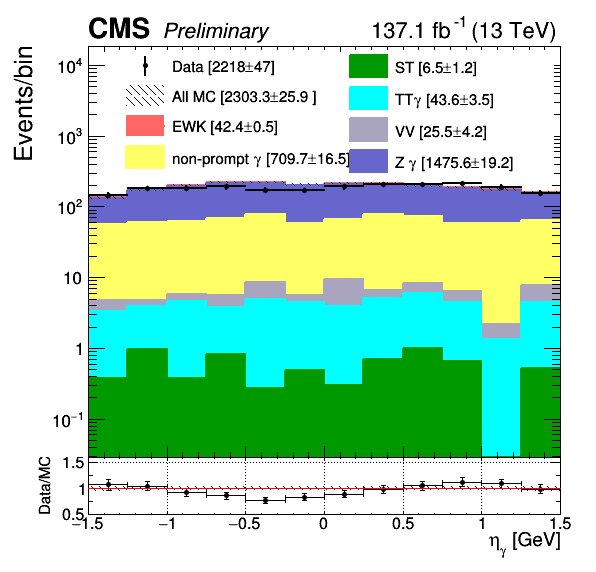 CMS Preliminary 137.1 fb⁻¹ (13 TeV)
Events/bin
10⁴
10³
10²
10
1
10⁻¹
Data [2218±47]
All MC [2303.3±25.9 ]
EWK [42.4±0.5]
non-prompt γ [709.7±16.5]
ST [6.5±1.2]
TTγ [43.6±3.5]
VV [25.5±4.2]
Z γ [1475.6±19.2]
Data/MC
1.5
1
0.5
−1.5 −1 −0.5 0 0.5 1 1.5
ηγ [GeV]